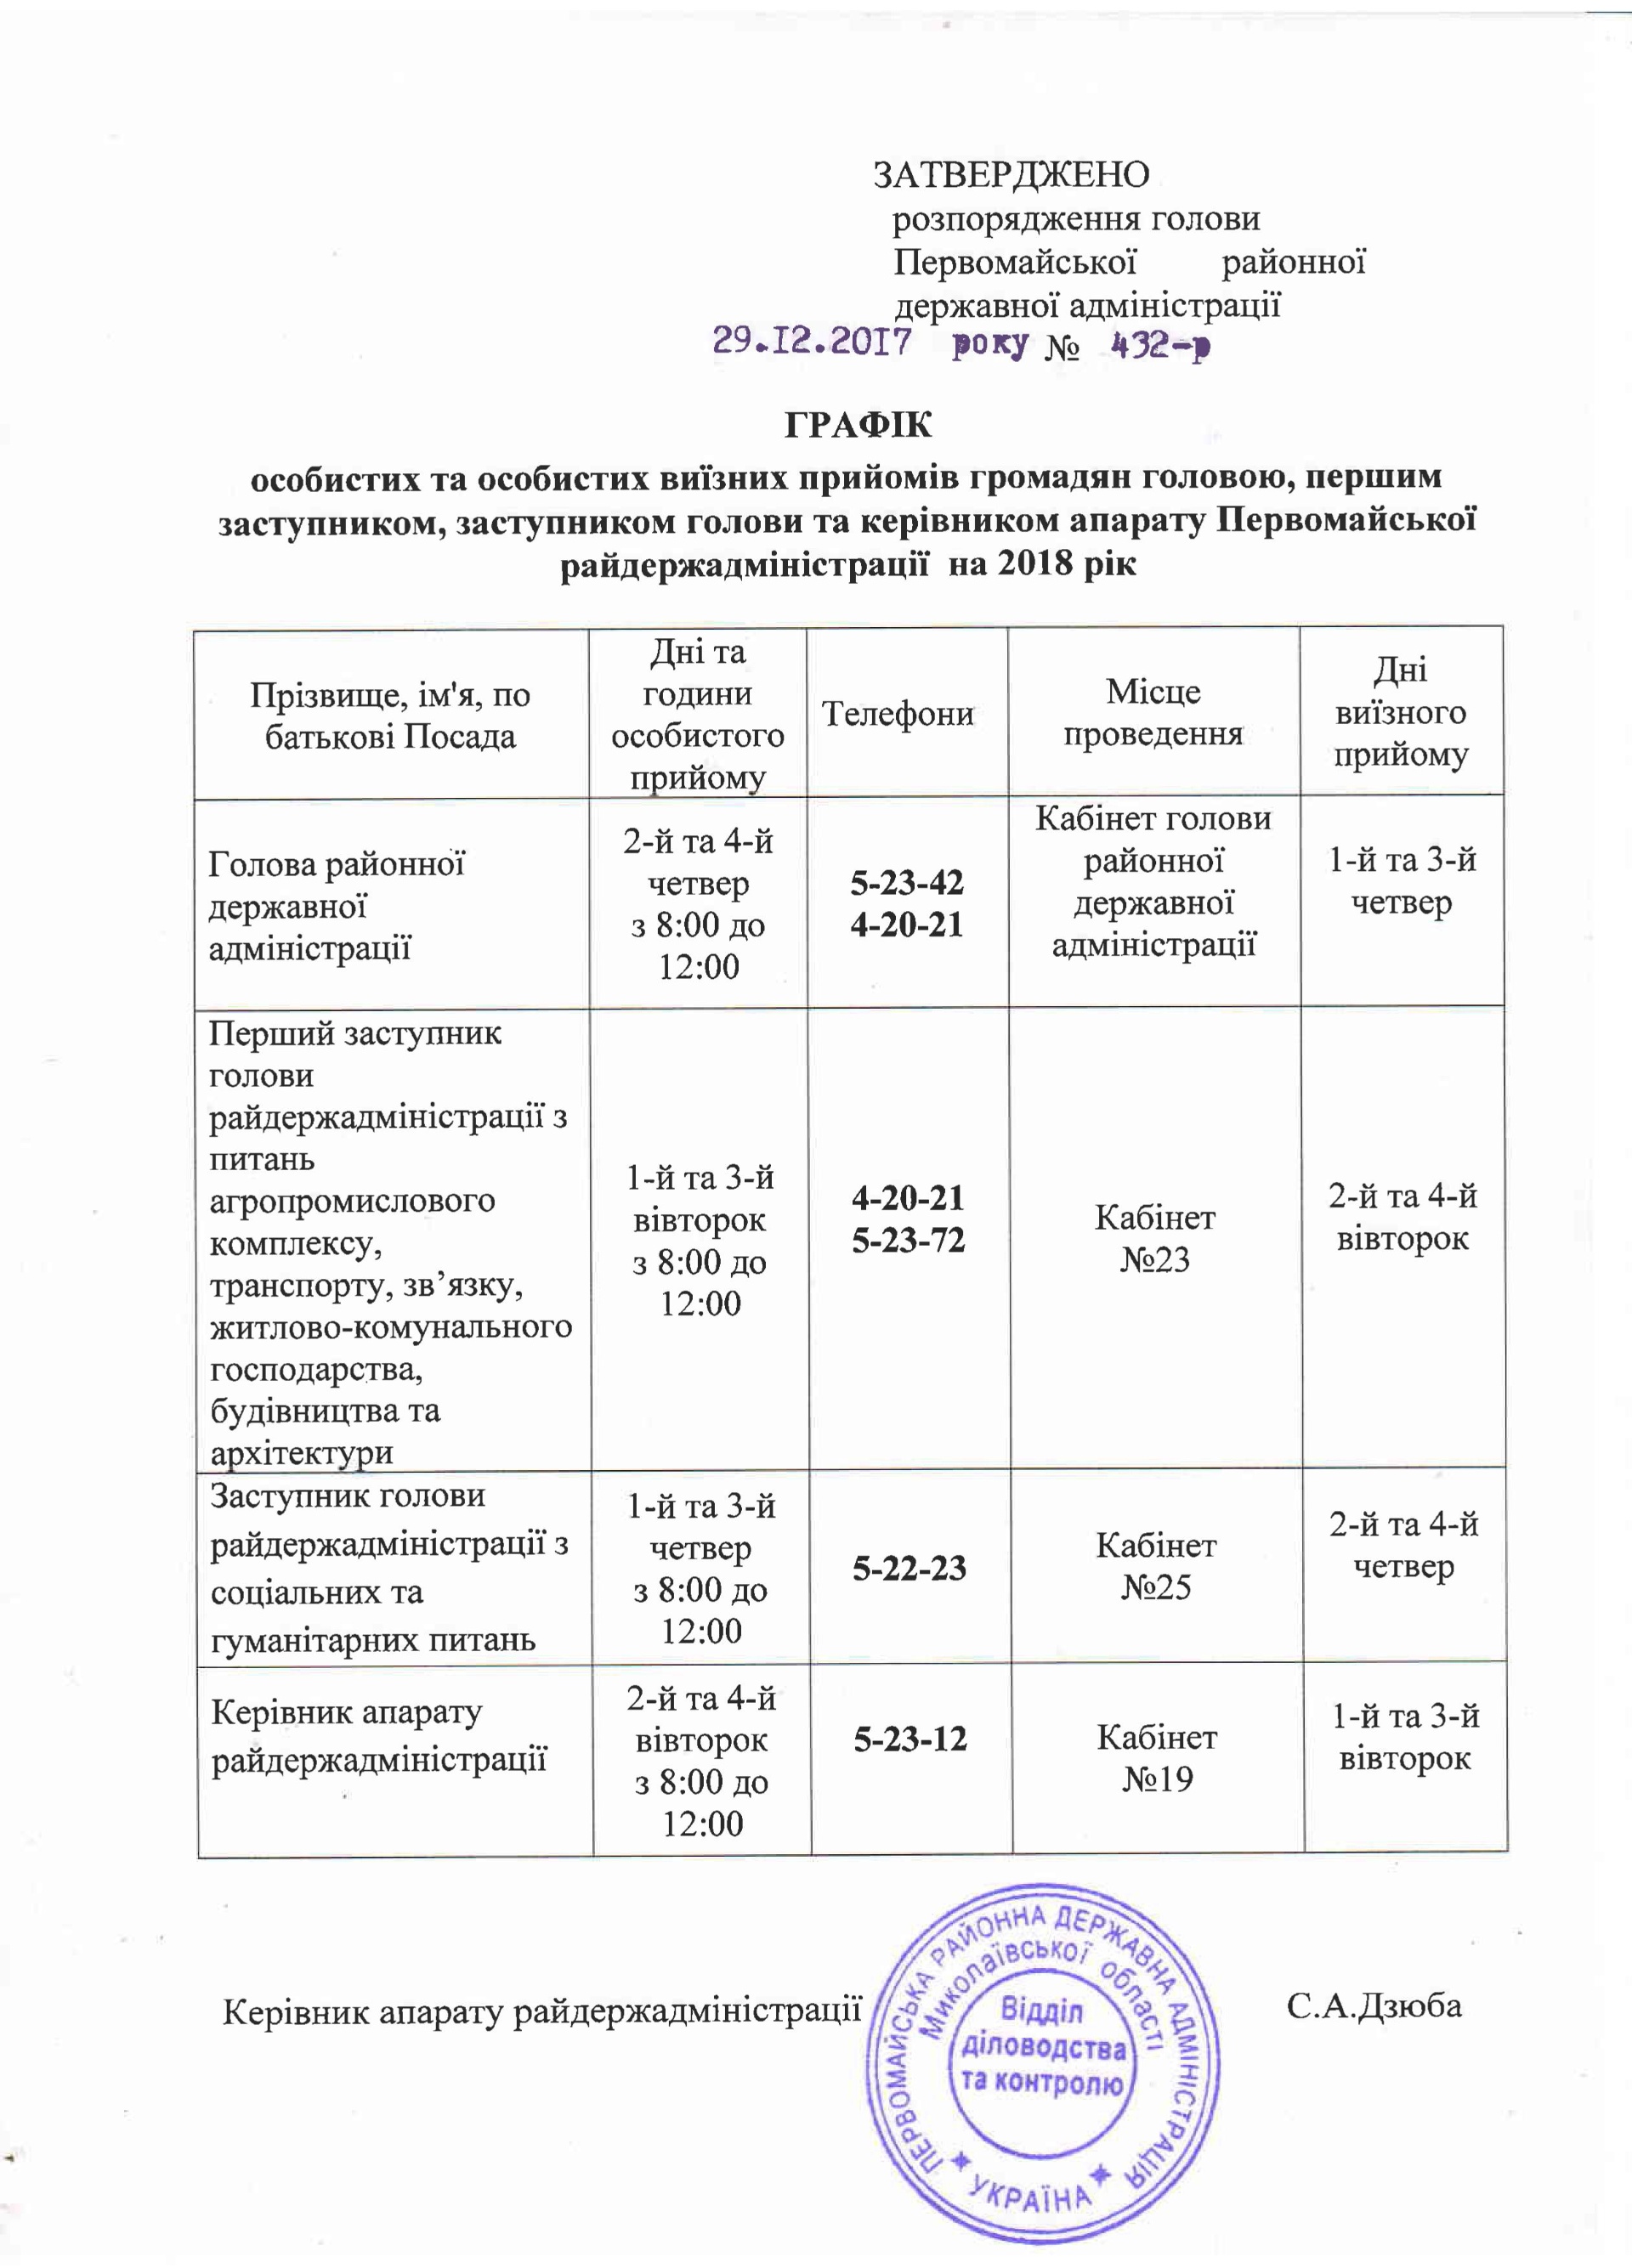 ЗАТВЕРДЖЕНО
розпорядження голови
Первомайської районної
державної адміністрації
29.I2.20I7 року № 432-р
ГРАФІК
особистих та особистих виїзних прийомів громадян головою, першим
заступником, заступником голови та керівником апарату Первомайської
райдержадміністрації на 2018 рік
Прізвище, ім'я, по
батькові Посада
Дні та
години
особистого
прийому
Телефони
Місце
проведення
Дні
виїзного
прийому
Голова районної
державної
адміністрації
2-й та 4-й
четвер
з 8:00 до
12:00
5-23-42
4-20-21
Кабінет голови
районної
державної
адміністрації
1-й та 3-й
четвер
Перший заступник
голови
райдержадміністрації з
питань
агропромислового
комплексу,
транспорту, зв’язку,
житлово-комунального
господарства,
будівництва та
архітектури
1-й та 3-й
вівторок
з 8:00 до
12:00
4-20-21
5-23-72
Кабінет
№23
2-й та 4-й
вівторок
Заступник голови
райдержадміністрації з
соціальних та
гуманітарних питань
1-й та 3-й
четвер
з 8:00 до
12:00
5-22-23
Кабінет
№25
2-й та 4-й
четвер
Керівник апарату
райдержадміністрації
2-й та 4-й
вівторок
з 8:00 до
12:00
5-23-12
Кабінет
№19
1-й та 3-й
вівторок
Керівник апарату райдержадміністрації
С.А.Дзюба
ПЕРВОМАЙСЬКА РАЙОННА ДЕРЖАВНА АДМІНІСТРАЦІЯ
Миколаївської області
Відділ
діловодства
та контролю
УКРАЇНА